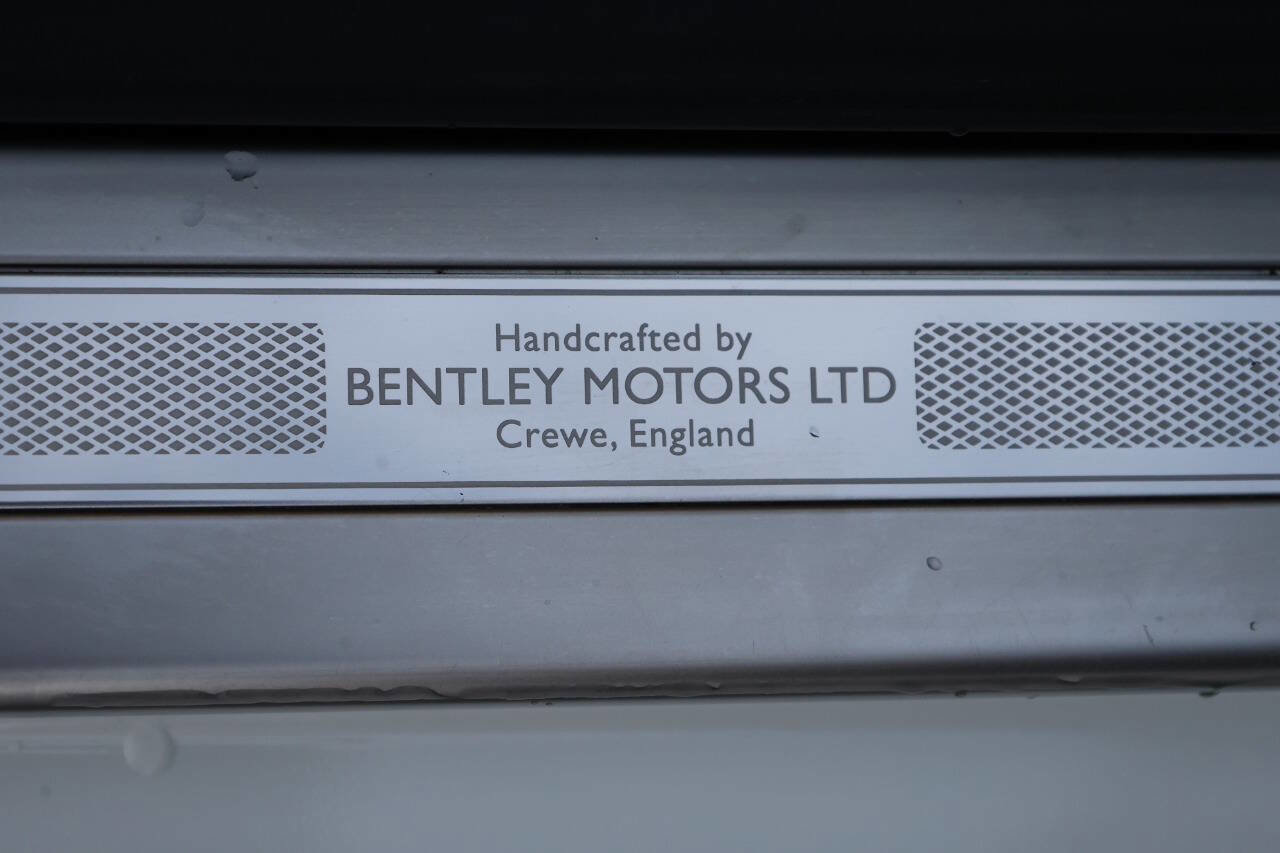 Handcrafted by
BENTLEY MOTORS LTD
Crewe, England